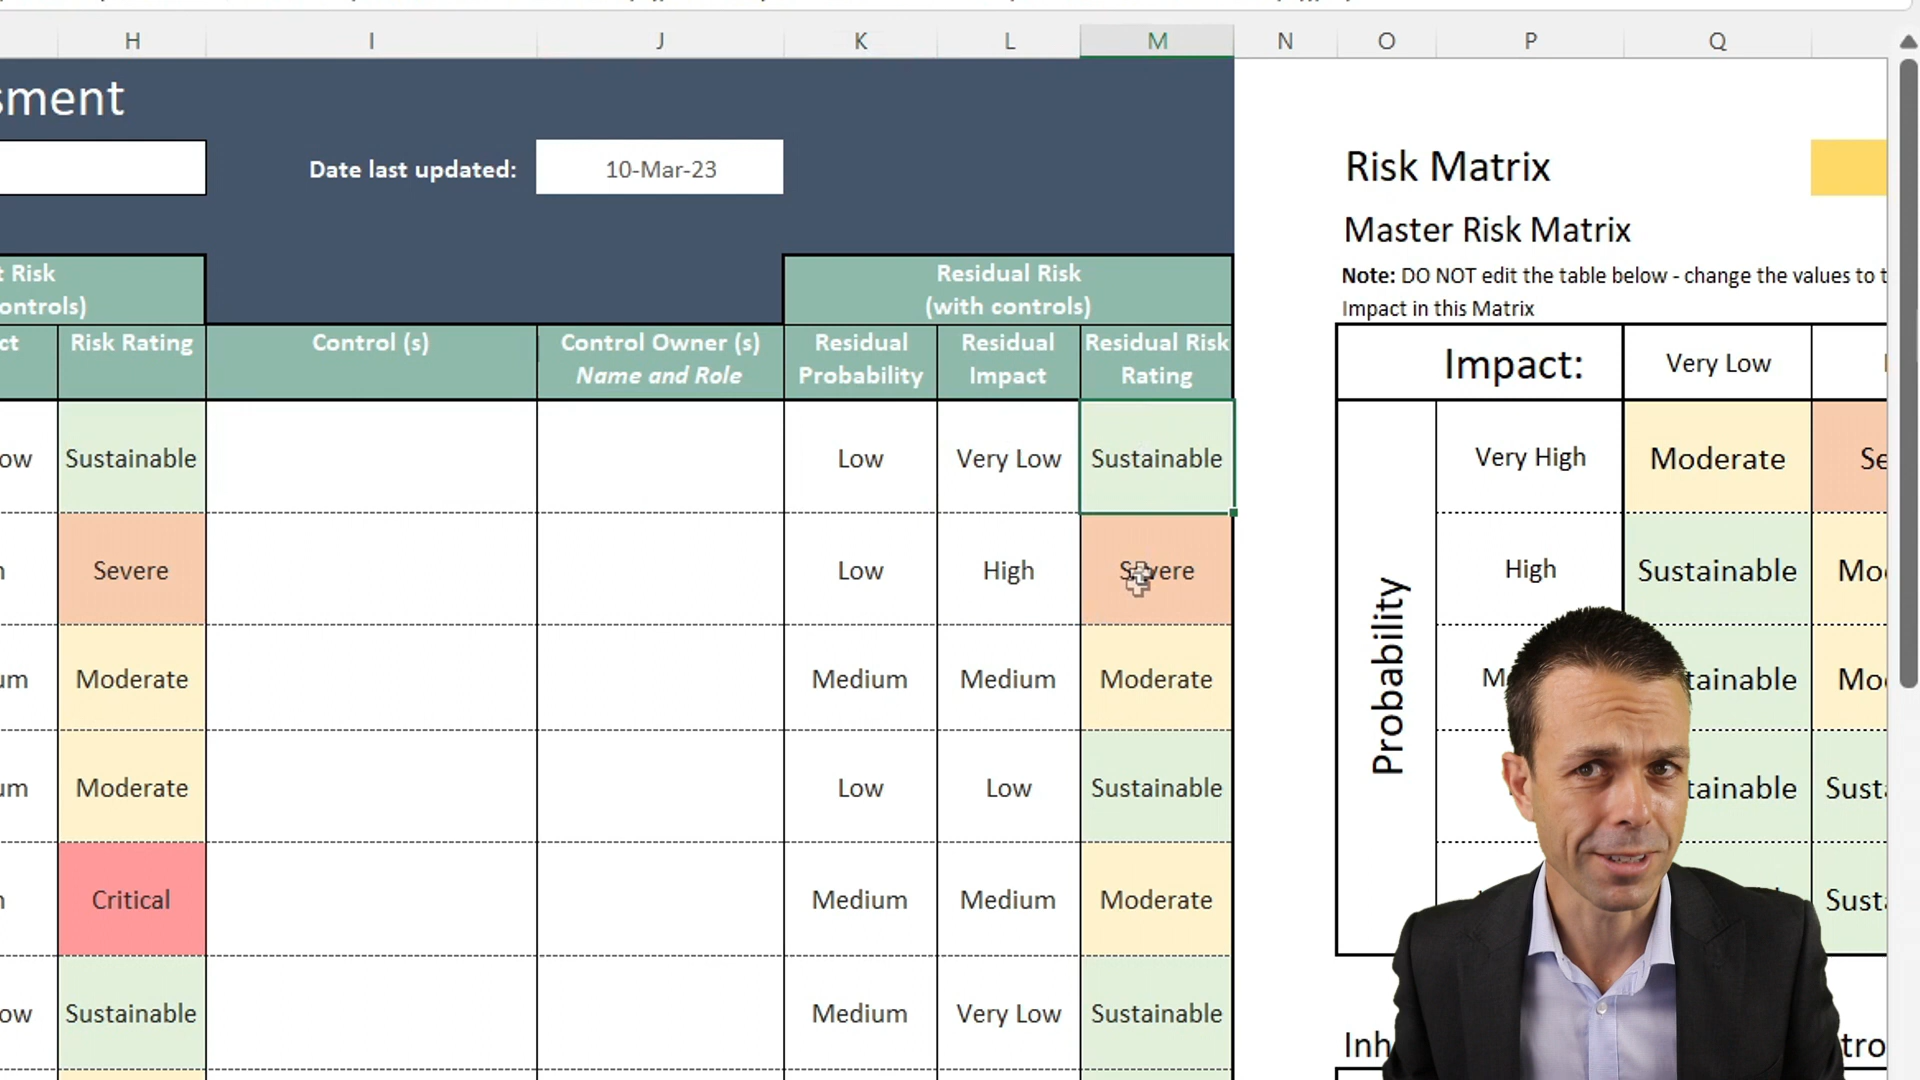 H I J K L M N O P Q
sment
Date last updated: 10-Mar-23
Risk Matrix
Master Risk Matrix
Note: DO NOT edit the table below - change the values to t
Impact in this Matrix
t Risk
ontrols)
Residual Risk
(with controls)
ct Risk Rating Control (s) Control Owner (s)
Name and Role
Residual
Probability
Residual
Impact
Residual Risk
Rating
Impact: Very Low
ow Sustainable Low Very Low Sustainable
Severe Low High Severe
um Moderate Medium Medium Moderate
um Moderate Low Low Sustainable
Critical Medium Medium Moderate
ow Sustainable Medium Very Low Sustainable
Probability
Very High Moderate Se
High Sustainable Mo
M tainable Mo
tainable Sust
Sust
Inh tro